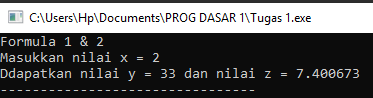 C:\Users\Hp\Documents\PROG DASAR 1\Tugas 1.exe
Formula 1 & 2
Masukkan nilai x = 2
Ddapatkan nilai y = 33 dan nilai z = 7.400673
--------------------------------